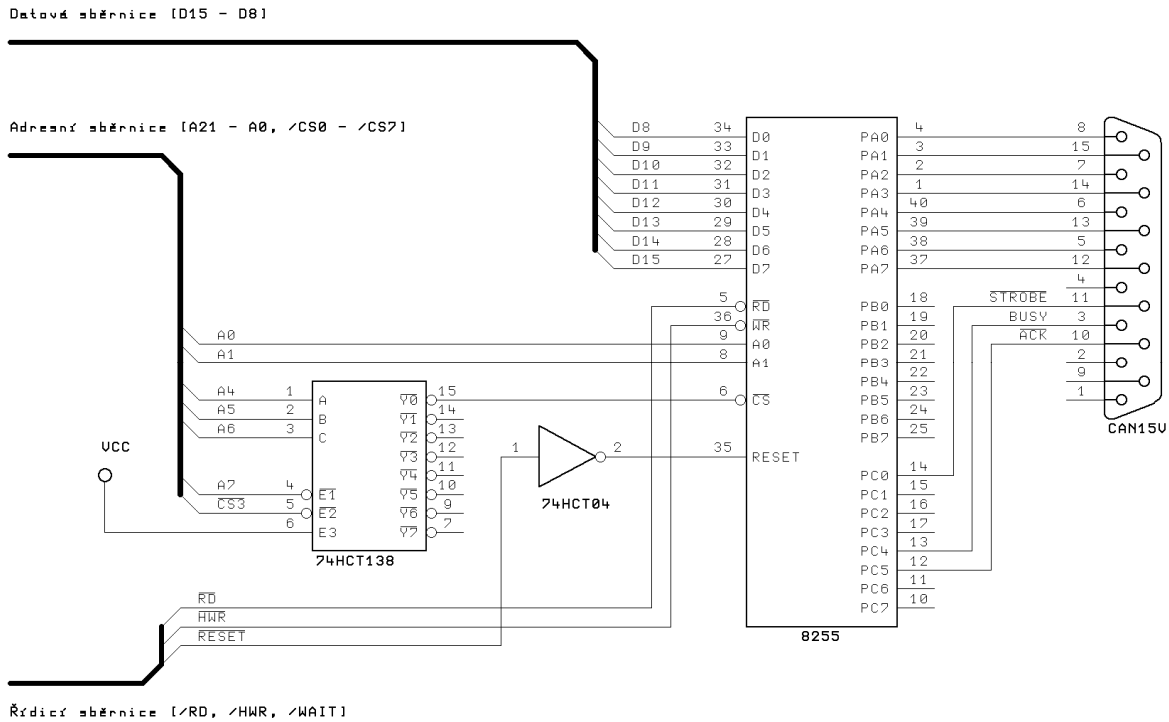 Datová sběrnice [D15 - D8]
Adresní sběrnice [A21 - A0, /CS0 - /CS7]
D8 34 D0 PA0 4 8
D9 33 D1 PA1 3 15
D10 32 D2 PA2 2 7
D11 31 D3 PA3 1 14
D12 30 D4 PA4 40 6
D13 29 D5 PA5 39 13
D14 28 D6 PA6 38 5
D15 27 D7 PA7 37 12
4
5 RD PB0 18 STROBE 11
36 WR PB1 19 BUSY 3
A0 9 A0 PB2 20 ACK 10
A1 8 A1 PB3 21 2
PB4 22 9
A4 1 A Y0 15 6 CS PB5 23 1
A5 2 B Y1 14 PB6 24
A6 3 C Y2 13 PB7 25
CAN15V
VCC
Y3 12 1 2 35 RESET
Y4 11 PC0 14
A7 4 E1 Y5 10 PC1 15
CS3 5 E2 Y6 9 PC2 16
6 E3 Y7 7 PC3 17
74HCT04
PC4 13
74HCT138
PC5 12
PC6 11
PC7 10
RD
HWR
RESET
8255
Řídicí sběrnice [/RD, /HWR, /WAIT]